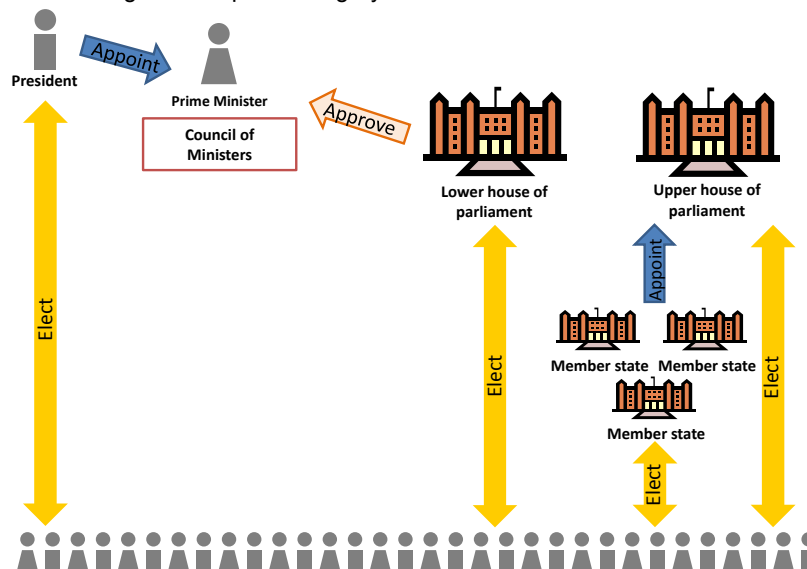 Appoint
President
Prime Minister
Council of
Ministers
Approve
Lower house of
parliament
Upper house of
parliament
Appoint
Member state
Member state
Member state
Elect
Elect
Elect
Elect